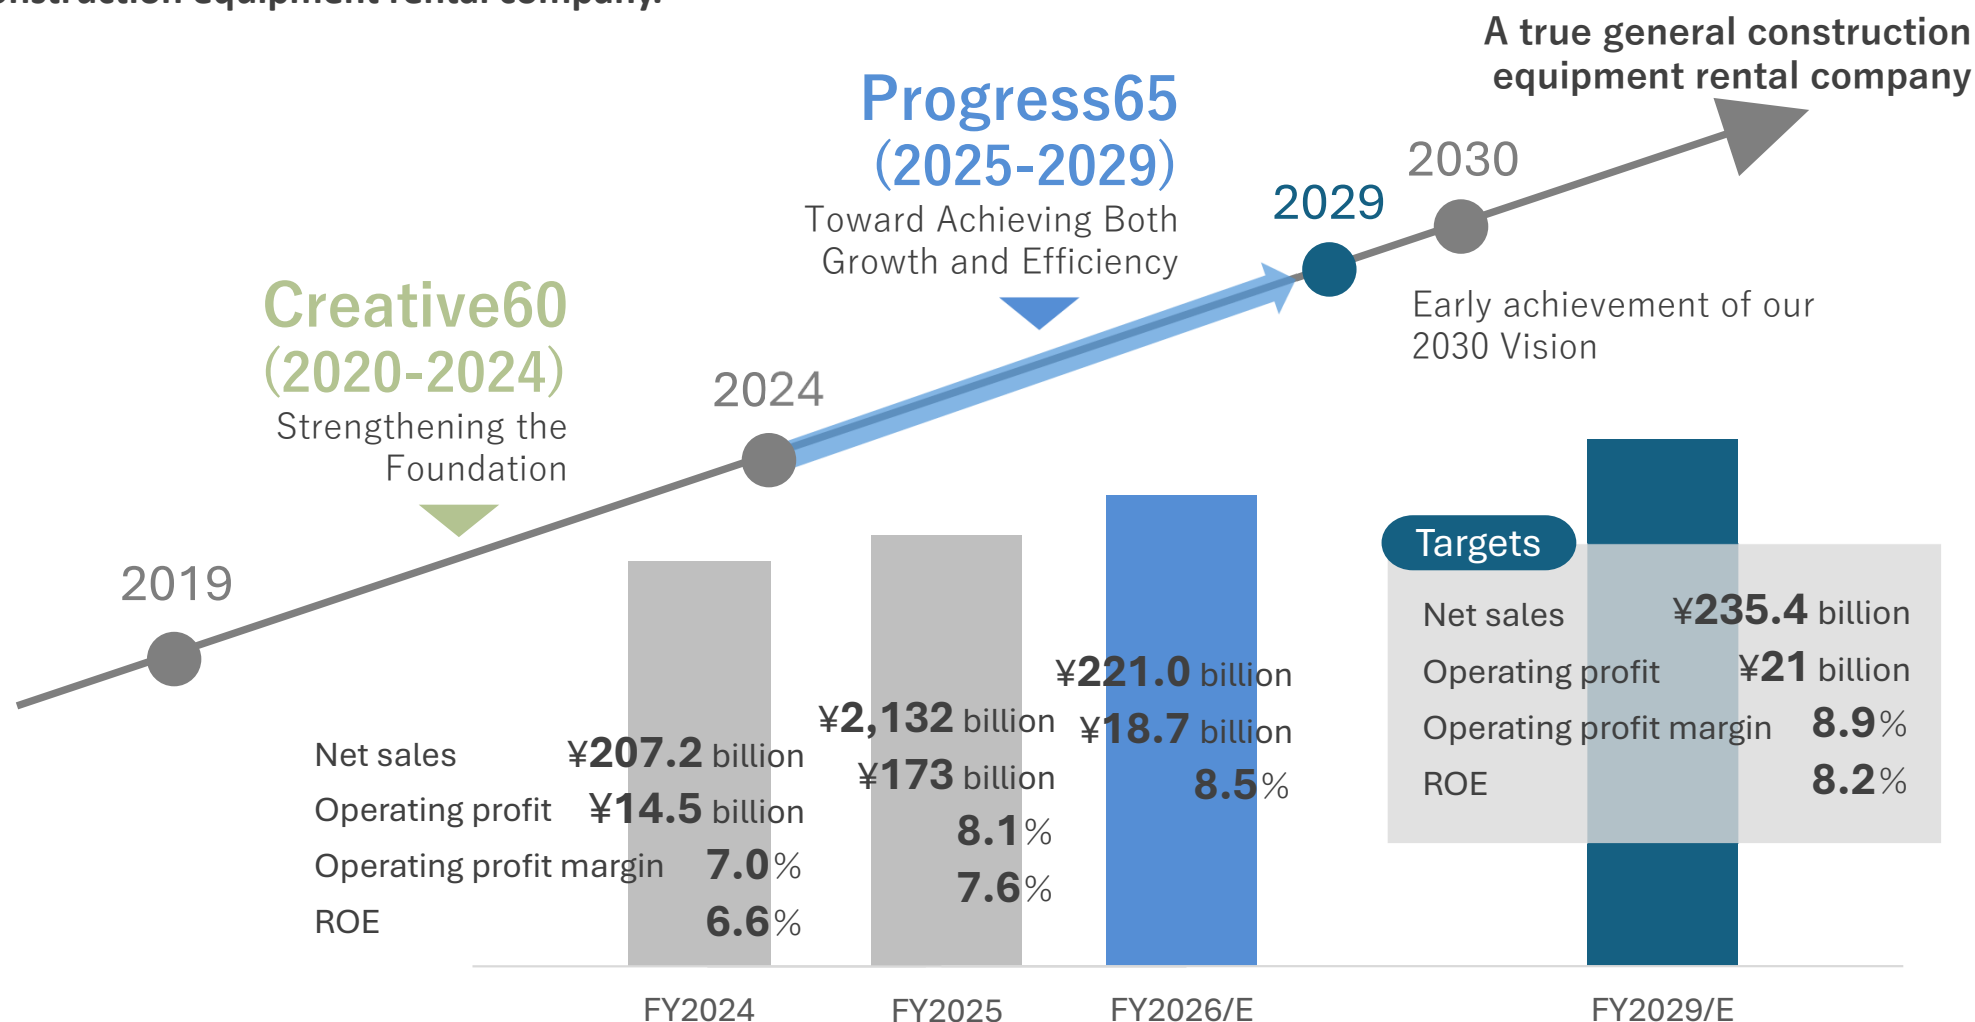 construction equipment rental company.
A true general construction
equipment rental company
Progress65
(2025-2029)
Toward Achieving Both
Growth and Efficiency
2030
2029
Early achievement of our
2030 Vision
Creative60
(2020-2024)
Strengthening the
Foundation
2024
2019
Net sales ¥207.2 billion
Operating profit ¥14.5 billion
Operating profit margin 7.0%
ROE 6.6%
¥2,132 billion
¥173 billion
8.1%
7.6%
¥221.0 billion
¥18.7 billion
8.5%
Targets
Net sales ¥235.4 billion
Operating profit ¥21 billion
Operating profit margin 8.9%
ROE 8.2%
FY2024 FY2025 FY2026/E FY2029/E